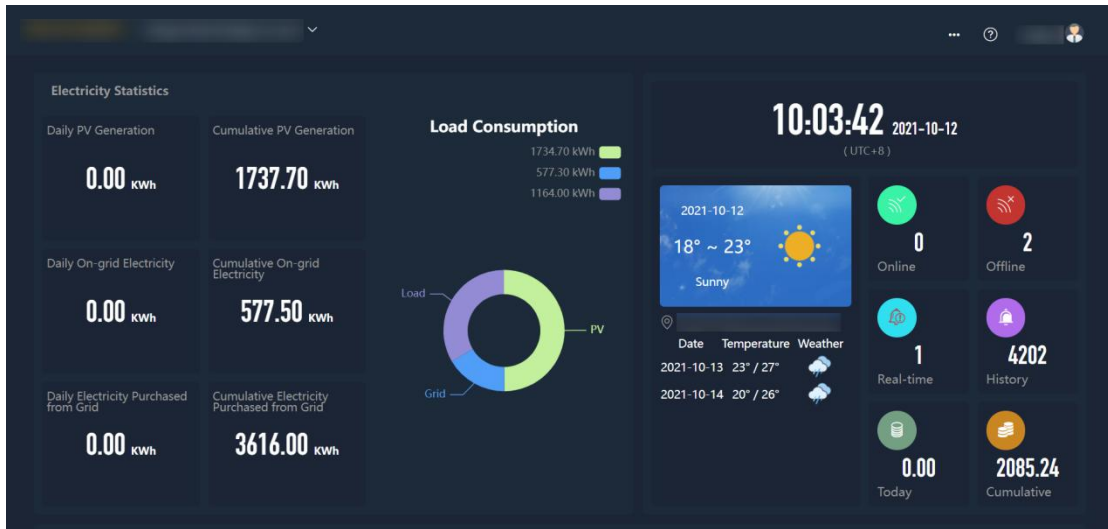 Electricity Statistics
Daily PV Generation
0.00 KWh
Cumulative PV Generation
1737.70 KWh
Daily On-grid Electricity
0.00 KWh
Cumulative On-grid
Electricity
577.50 KWh
Daily Electricity Purchased
from Grid
0.00 KWh
Cumulative Electricity
Purchased from Grid
3616.00 KWh
Load Consumption
1734.70 kWh
577.30 kWh
1164.00 kWh
Load
PV
Grid
10:03:42 2021-10-12
(UTC+8)
2021-10-12
18° ~ 23°
Sunny
Date Temperature Weather
2021-10-13 23° / 27°
2021-10-14 20° / 26°
0
Online
2
Offline
1
Real-time
4202
History
0.00
Today
2085.24
Cumulative